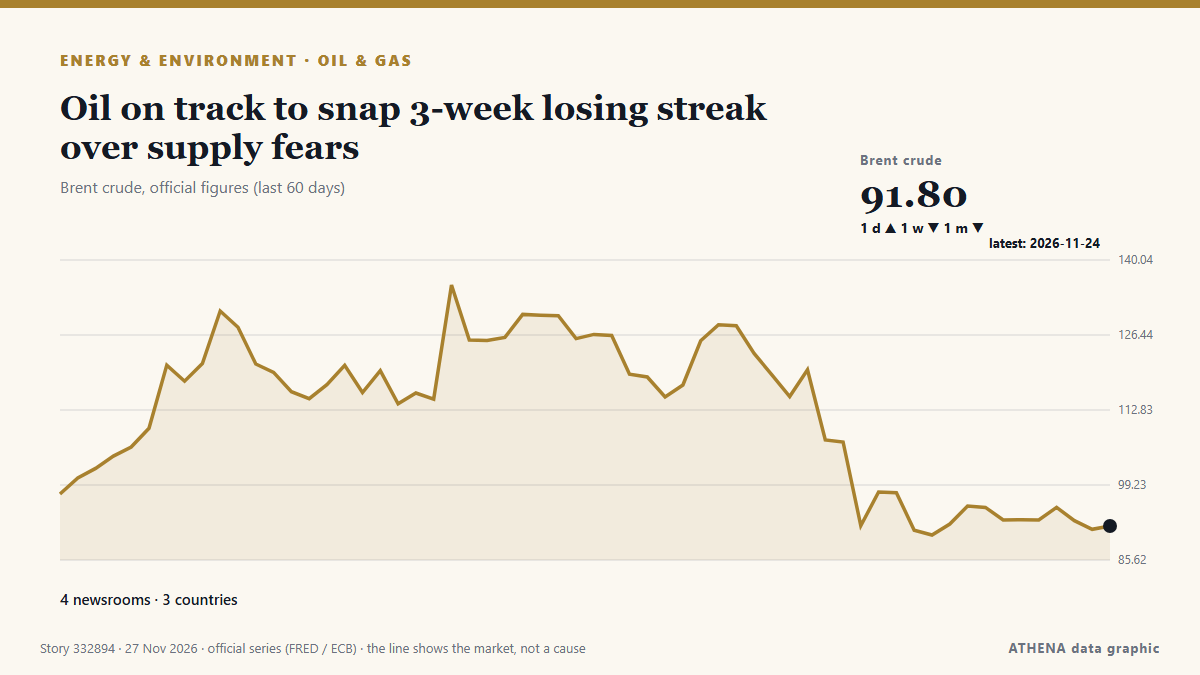 ENERGY & ENVIRONMENT · OIL & GAS
Oil on track to snap 3-week losing streak
over supply fears
Brent crude, official figures (last 60 days)
Brent crude
91.80
1 d ▲ 1 w ▼ 1 m ▼
latest: 2026-11-24
140.04
126.44
112.83
99.23
85.62
4 newsrooms · 3 countries
Story 332894 · 27 Nov 2026 · official series (FRED / ECB) · the line shows the market, not a cause
ATHENA data graphic